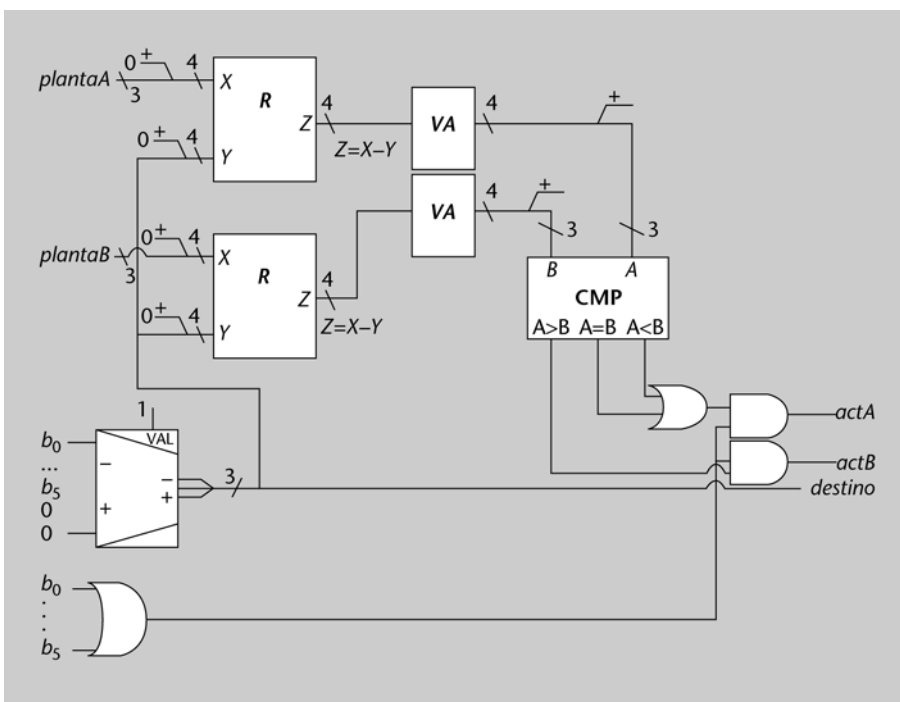 plantaA
3
0
+
4
X
R
Z
4
Z=X–Y
0
+
4
Y
VA
4
+
3
VA
4
+
3
plantaB
3
0
+
4
X
R
Z
4
Z=X–Y
0
+
4
Y
B A
CMP
A>B A=B A<B
1
VAL
b0
...
b5
0
0
–
+
–
+
3
actA
actB
destino
b0
.
.
.
b5